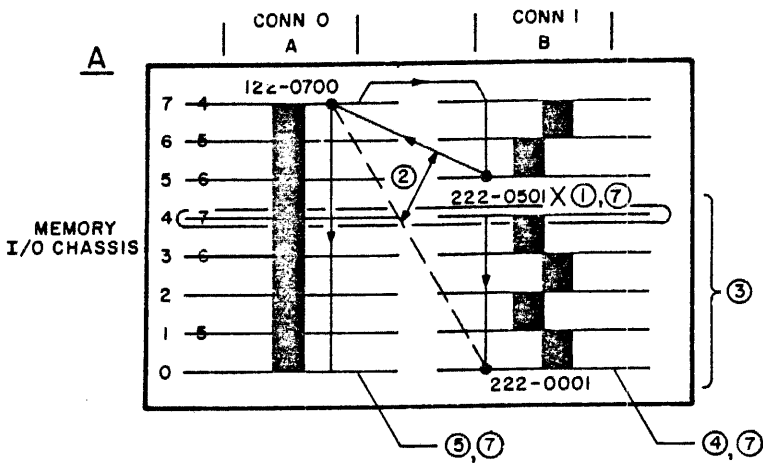 CONN 0
A
CONN 1
B
A
122-0700
7 4
6 5
5 6
4 7
3 6
2
1 5
0
②
222-0501 X ①,⑦
MEMORY
I/O CHASSIS
③
222-0001
⑤,⑦
④,⑦